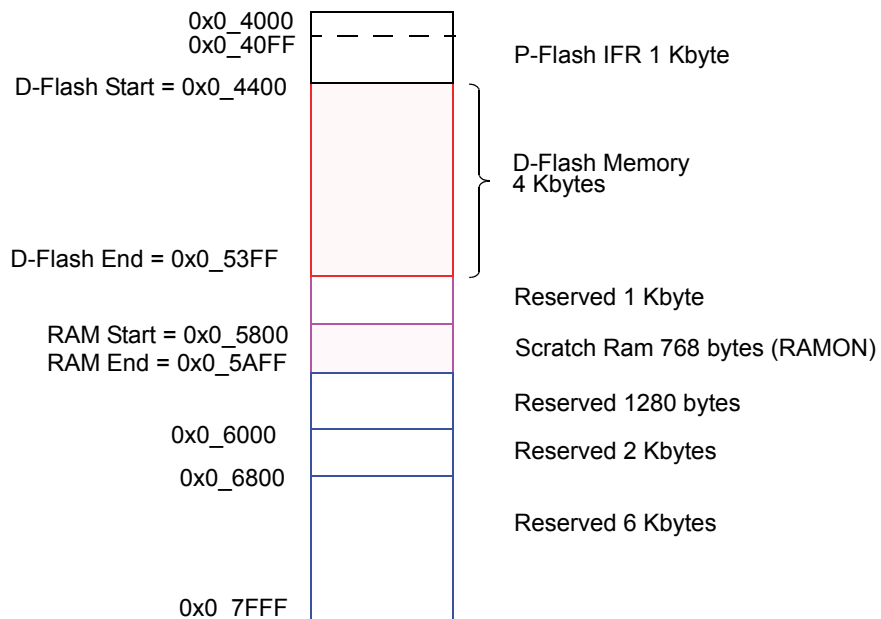 0x0_4000
0x0_40FF
P-Flash IFR 1 Kbyte
D-Flash Start = 0x0_4400
D-Flash Memory
4 Kbytes
D-Flash End = 0x0_53FF
Reserved 1 Kbyte
RAM Start = 0x0_5800
Scratch Ram 768 bytes (RAMON)
RAM End = 0x0_5AFF
Reserved 1280 bytes
0x0_6000
Reserved 2 Kbytes
0x0_6800
Reserved 6 Kbytes
0x0_7FFF